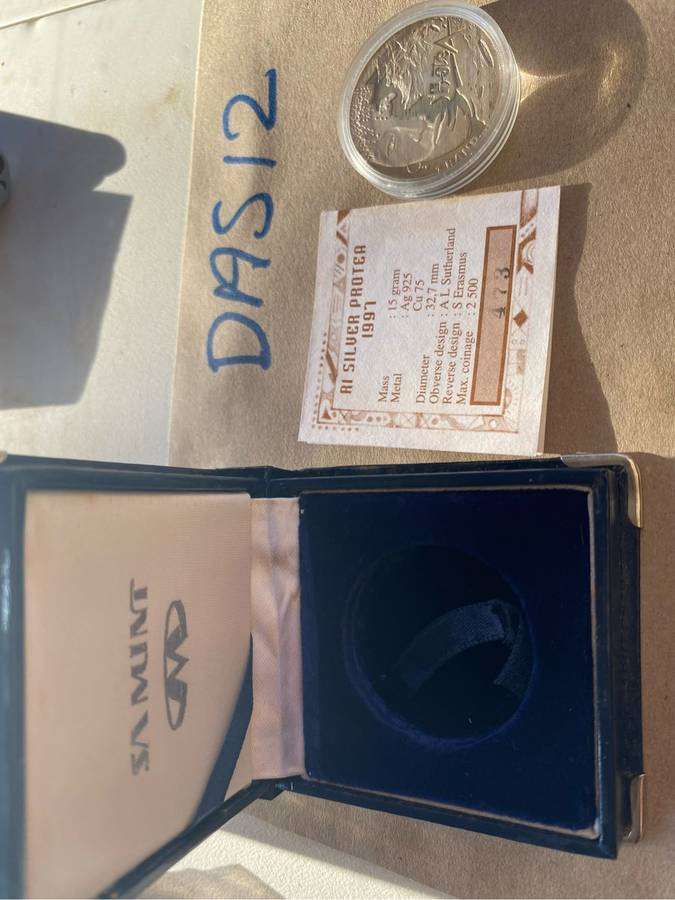 DAS12
R1 SILVER PROTEA
1997
Mass : 15 gram
Metal : Ag 925
Cu 75
Diameter : 32,7 mm
Obverse design : A L Sutherland
Reverse design : S Erasmus
Max. coinage : 2 500
473
SA MINT